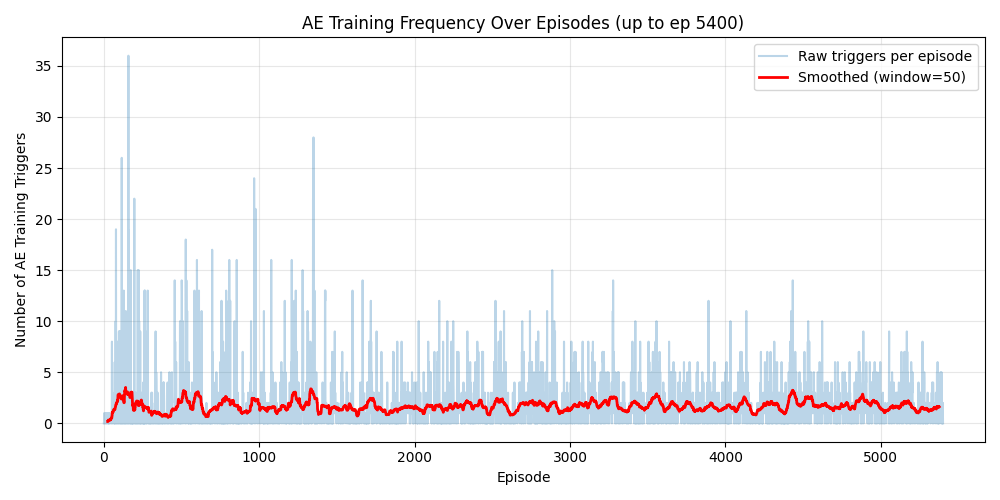 AE Training Frequency Over Episodes (up to ep 5400)
Raw triggers per episode
Smoothed (window=50)
Number of AE Training Triggers
35
30
25
20
15
10
5
0
0 1000 2000 3000 4000 5000
Episode